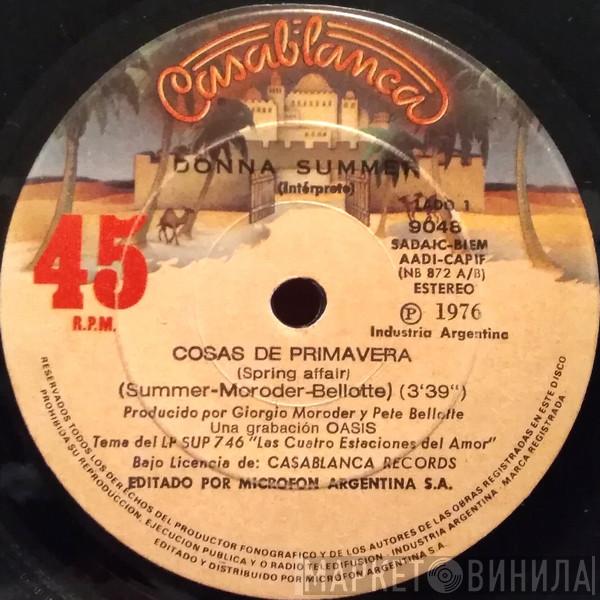 Casablanca
DONNA SUMMER
(Intérprete)
LADO 1
9048
SADAIC-BIEM
AADI-CAPIF
(NB 872 A/B)
ESTEREO
45
R.P.M.
Ⓟ 1976
Industria Argentina
COSAS DE PRIMAVERA
(Spring affair)
(Summer-Moroder-Bellotte) (3'39")
Producido por Giorgio Moroder y Pete Bellotte
Una grabación OASIS
Tema del LP SUP 746 "Las Cuatro Estaciones del Amor"
Bajo Licencia de: CASABLANCA RECORDS
EDITADO POR MICROFON ARGENTINA S.A.
RESERVADOS TODOS LOS DERECHOS DEL PRODUCTOR FONOGRAFICO Y DE LOS AUTORES DE LAS OBRAS REGISTRADAS EN ESTE DISCO
PROHIBIDA SU REPRODUCCION, EJECUCION PUBLICA Y O RADIO TELEDIFUSION - INDUSTRIA ARGENTINA - MARCA REGISTRADA
EDITADO Y DISTRIBUIDO POR MICROFON ARGENTINA S.A.
МАРКЕТ ВИНИЛА